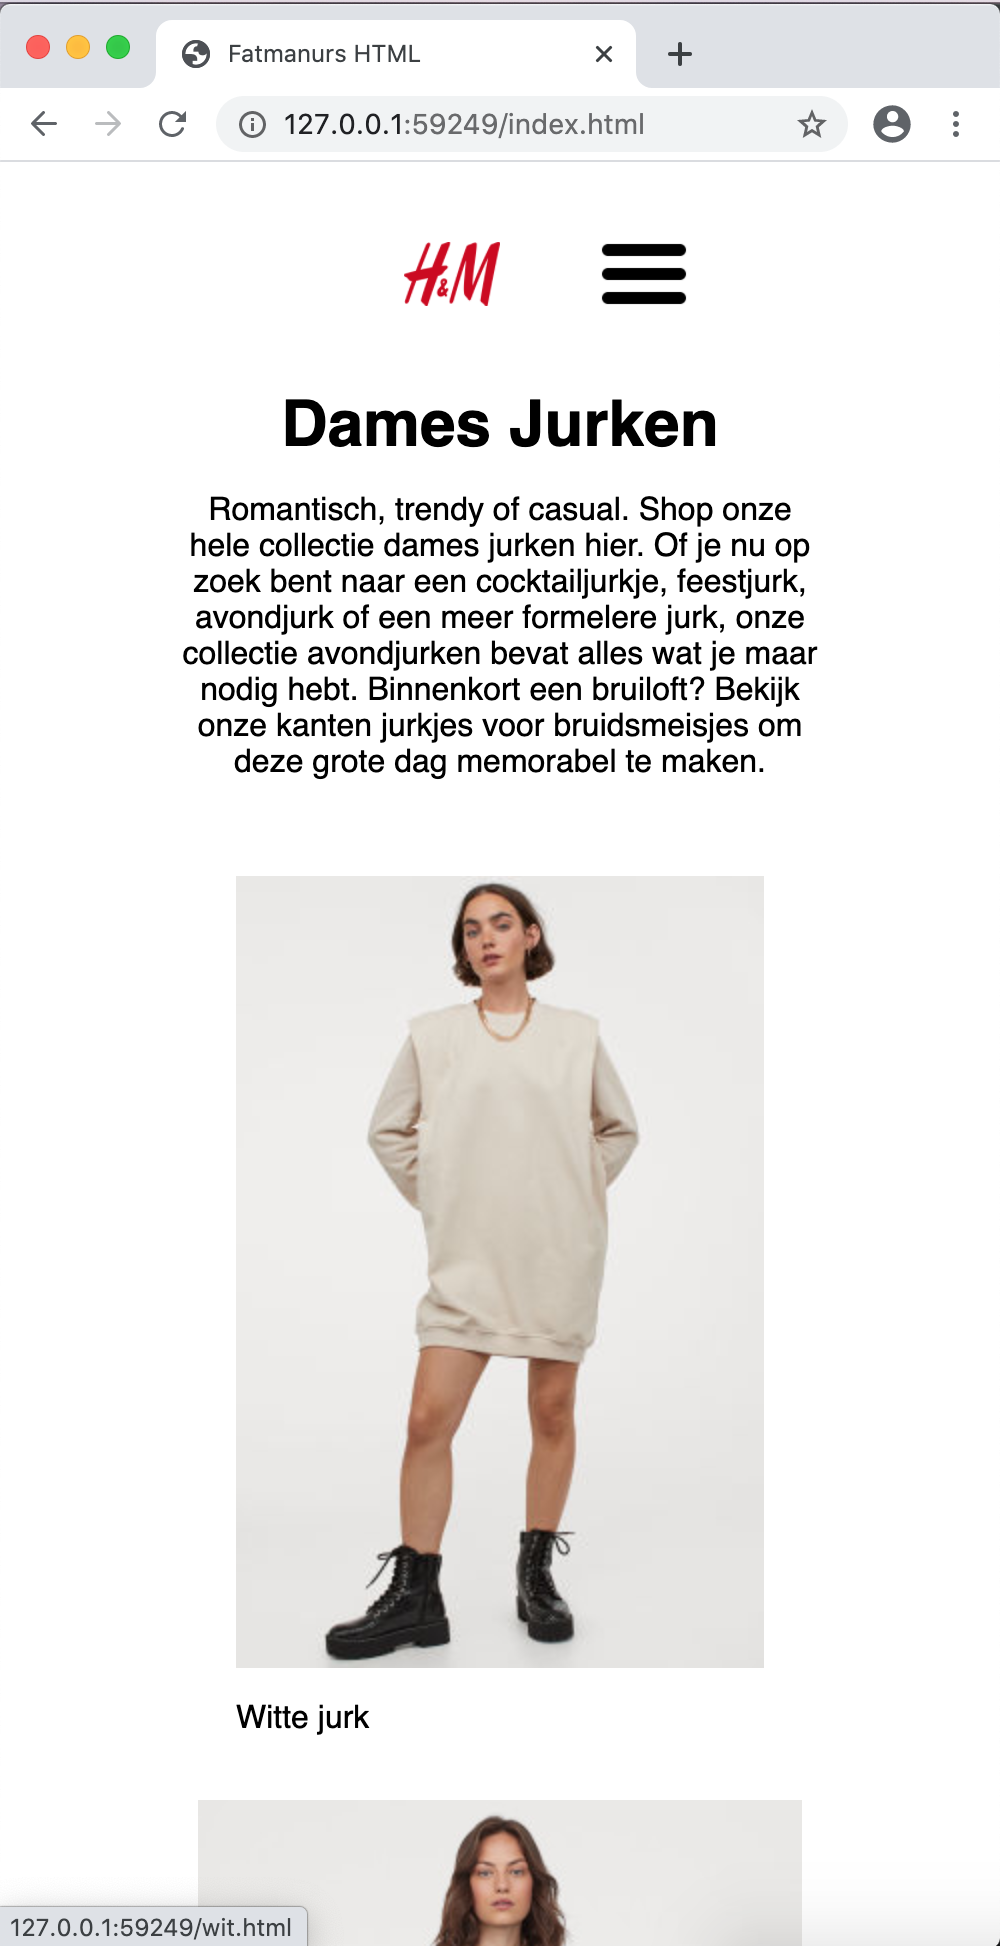 Fatmanurs HTML
127.0.0.1:59249/index.html
H&M
Dames Jurken
Romantisch, trendy of casual. Shop onze
hele collectie dames jurken hier. Of je nu op
zoek bent naar een cocktailjurkje, feestjurk,
avondjurk of een meer formelere jurk, onze
collectie avondjurken bevat alles wat je maar
nodig hebt. Binnenkort een bruiloft? Bekijk
onze kanten jurkjes voor bruidsmeisjes om
deze grote dag memorabel te maken.
Witte jurk
127.0.0.1:59249/wit.html